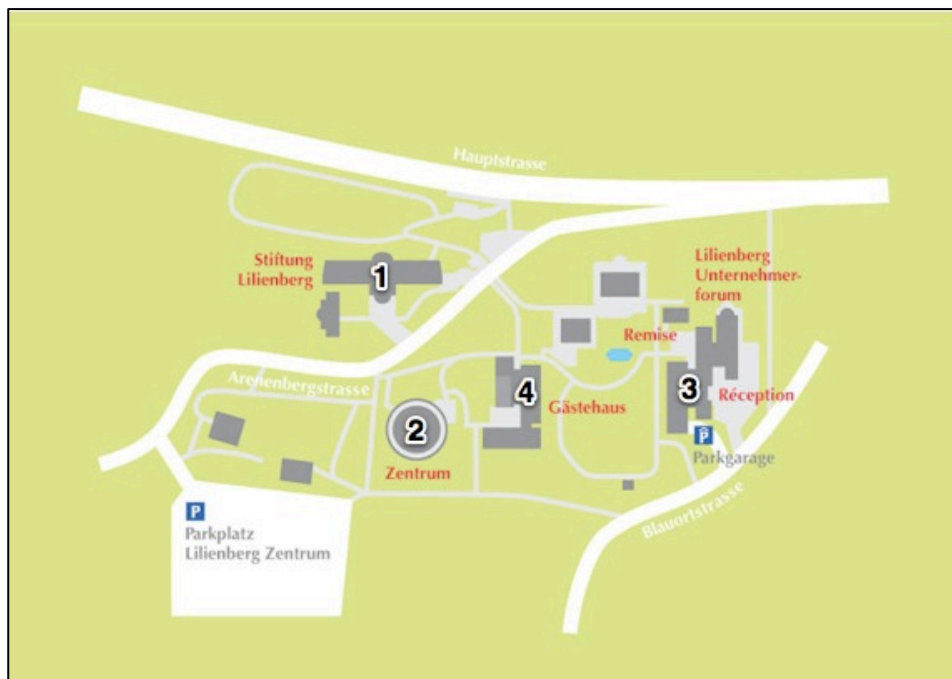 Hauptstrasse
Stiftung
Lilienberg
1
Lilienberg
Unternehmer-
forum
Remise
Arenenbergstrasse
4
Gästehaus
3
Réception
2
Zentrum
P
Parkgarage
P
Parkplatz
Lilienberg Zentrum
Blauortstrasse